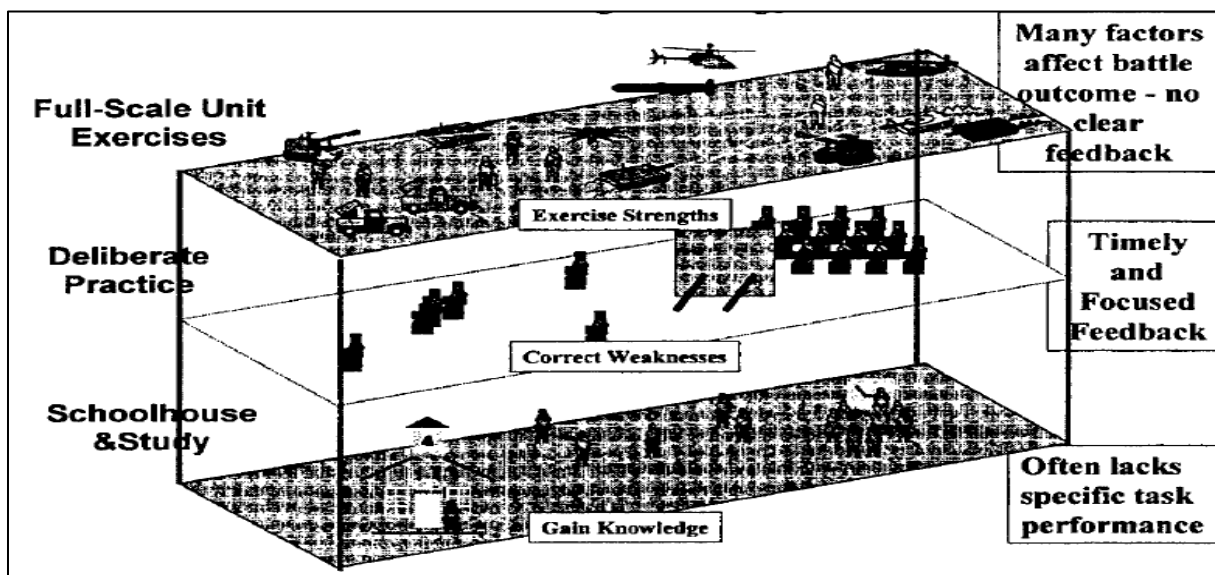 Many factors
affect battle
outcome - no
clear
feedback
Full-Scale Unit
Exercises
Exercise Strengths
Deliberate
Practice
Timely
and
Focused
Feedback
Correct Weaknesses
Schoolhouse
&Study
Often lacks
specific task
performance
Gain Knowledge